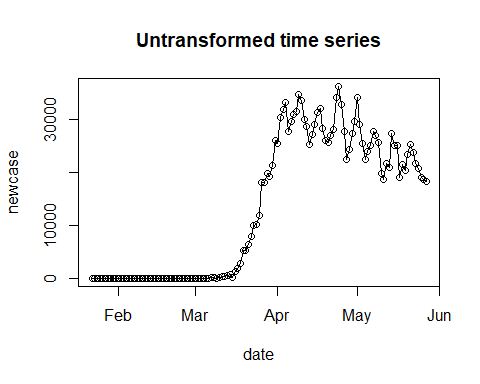 Untransformed time series
newcase
30000
10000
0
Feb Mar Apr May Jun
date